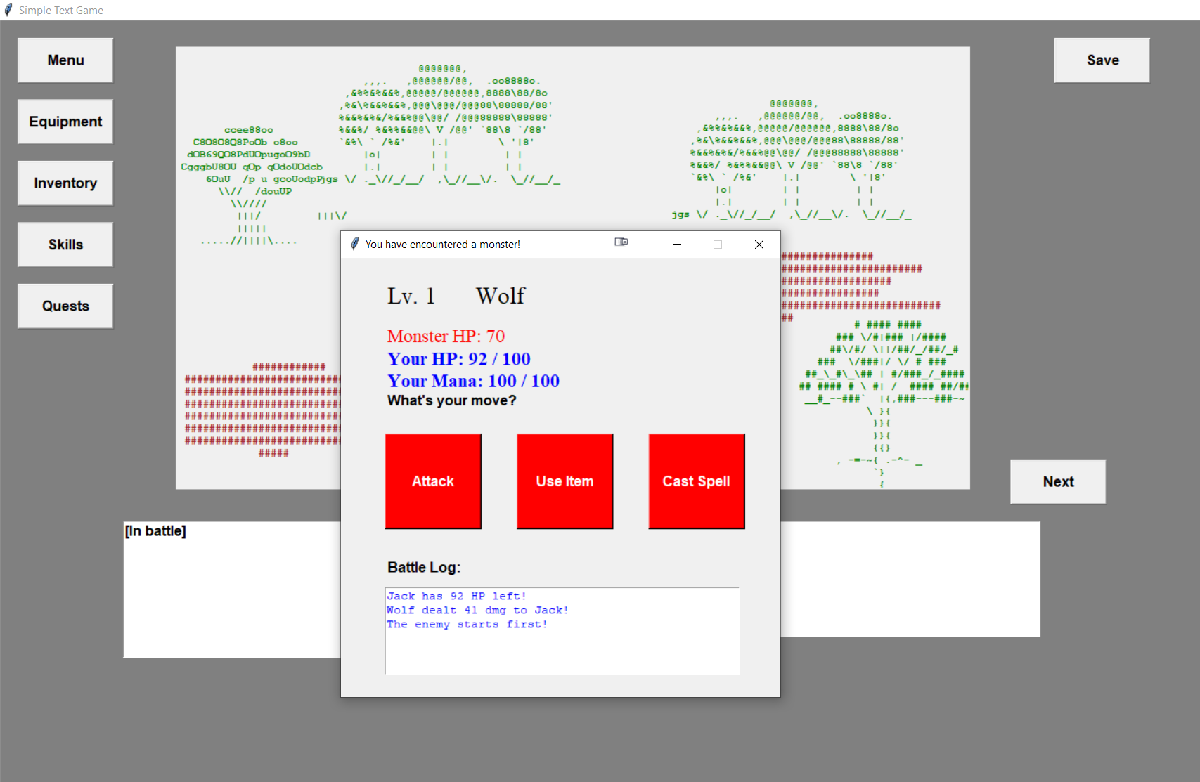 Simple Text Game
Menu
Save
Equipment
Inventory
Skills
Quests
You have encountered a monster!
Lv. 1 Wolf
Monster HP: 70
Your HP: 92 / 100
Your Mana: 100 / 100
What's your move?
Attack
Use Item
Cast Spell
Next
[In battle]
Battle Log:
Jack has 92 HP left!
Wolf dealt 41 dmg to Jack!
The enemy starts first!